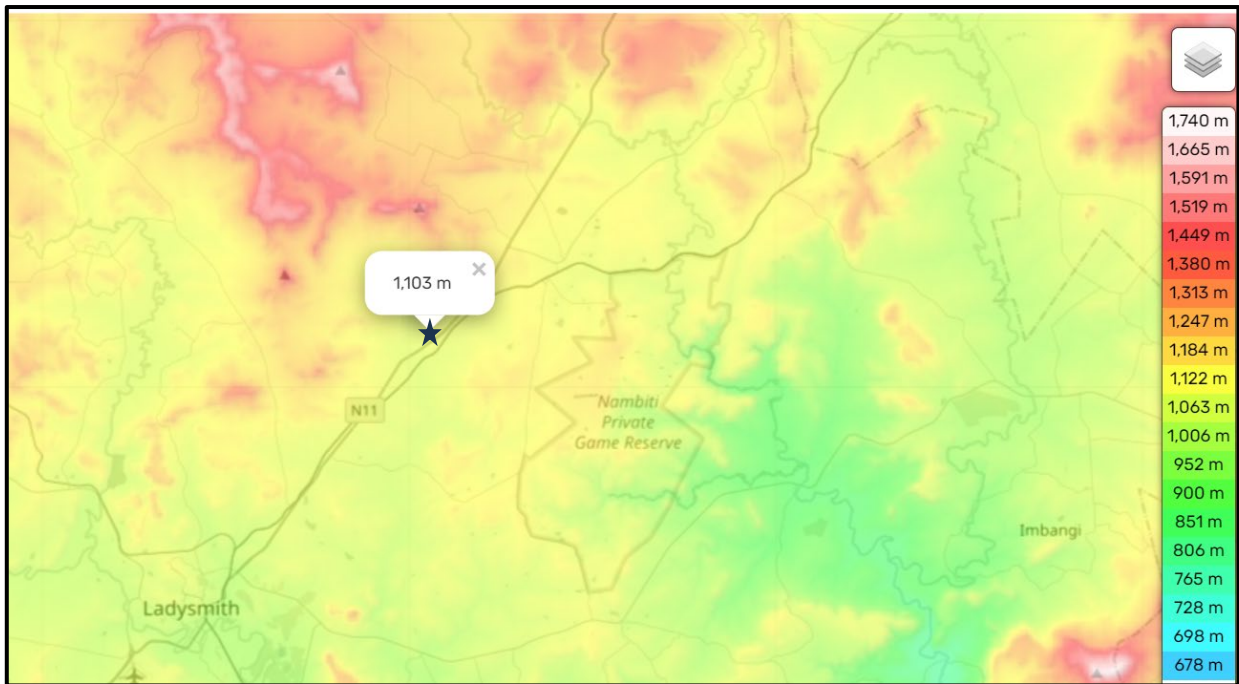 1,103 m
×
N11
Nambiti
Private
Game Reserve
Imbangi
Ladysmith
1,740 m
1,665 m
1,591 m
1,519 m
1,449 m
1,380 m
1,313 m
1,247 m
1,184 m
1,122 m
1,063 m
1,006 m
952 m
900 m
851 m
806 m
765 m
728 m
698 m
678 m